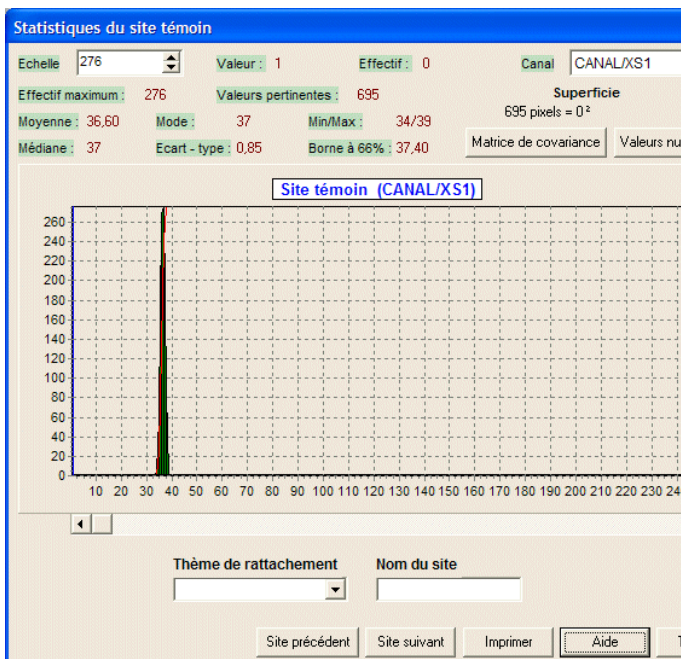 Statistiques du site témoin
Echelle 276 Valeur : 1 Effectif : 0 Canal CANAL/XS1
Effectif maximum : 276 Valeurs pertinentes : 695 Superficie
695 pixels = 0 ²
Moyenne : 36,60 Mode : 37 Min/Max : 34/39
Médiane : 37 Ecart - type : 0,85 Borne à 66% : 37,40 Matrice de covariance Valeurs nu
Site témoin (CANAL/XS1)
260
240
220
200
180
160
140
120
100
80
60
40
20
0
10 20 30 40 50 60 70 80 90 100 110 120 130 140 150 160 170 180 190 200 210 220 230 24
Thème de rattachement Nom du site
Site précédent Site suivant Imprimer Aide T